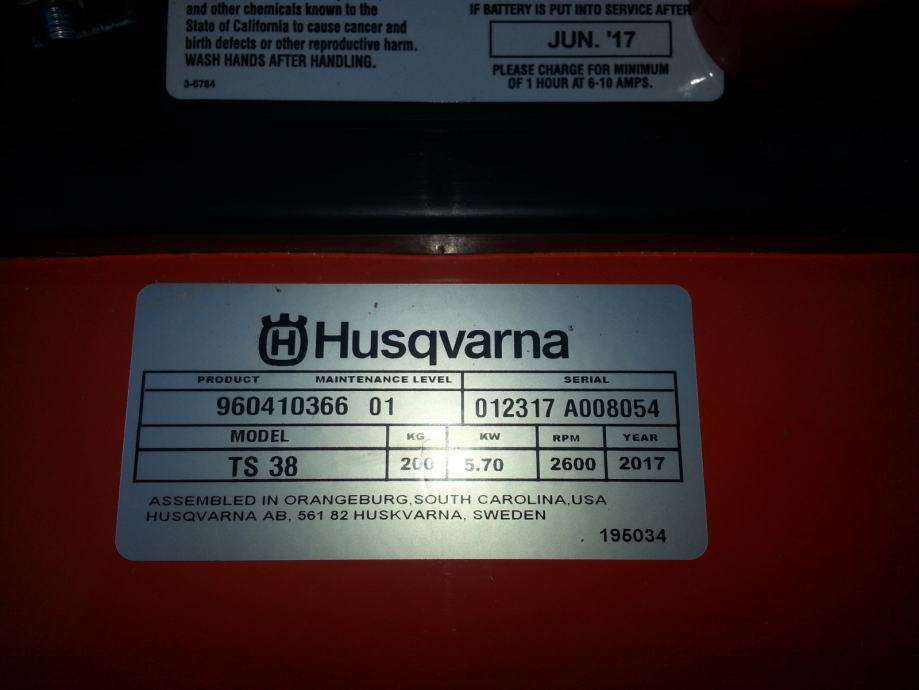 and other chemicals known to the
State of California to cause cancer and
birth defects or other reproductive harm.
WASH HANDS AFTER HANDLING.
3-6784
IF BATTERY IS PUT INTO SERVICE AFTER
JUN. '17
PLEASE CHARGE FOR MINIMUM
OF 1 HOUR AT 6-10 AMPS.
H Husqvarna
PRODUCT MAINTENANCE LEVEL SERIAL
960410366 01 012317 A008054
MODEL KG KW RPM YEAR
TS 38 200 5.70 2600 2017
ASSEMBLED IN ORANGEBURG,SOUTH CAROLINA,USA
HUSQVARNA AB, 561 82 HUSKVARNA, SWEDEN
195034